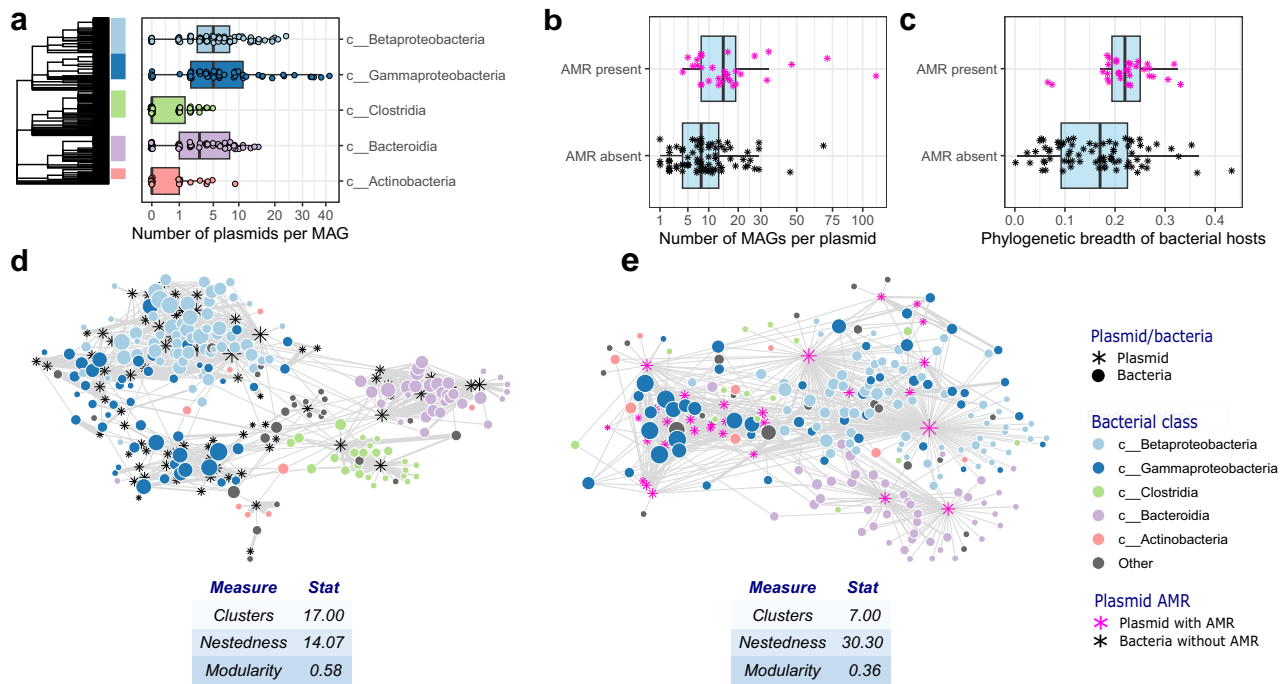 a
c__Betaproteobacteria
c__Gammaproteobacteria
c__Clostridia
c__Bacteroidia
c__Actinobacteria
0 1 5 10 20 30 40
Number of plasmids per MAG
b
AMR present
AMR absent
1 5 10 20 30 50 75 100
Number of MAGs per plasmid
c
AMR present
AMR absent
0.0 0.1 0.2 0.3 0.4
Phylogenetic breadth of bacterial hosts
d
Measure Stat
Clusters 17.00
Nestedness 14.07
Modularity 0.58
e
Measure Stat
Clusters 7.00
Nestedness 30.30
Modularity 0.36
Plasmid/bacteria
Plasmid
Bacteria
Bacterial class
c__Betaproteobacteria
c__Gammaproteobacteria
c__Clostridia
c__Bacteroidia
c__Actinobacteria
Other
Plasmid AMR
Plasmid with AMR
Bacteria without AMR